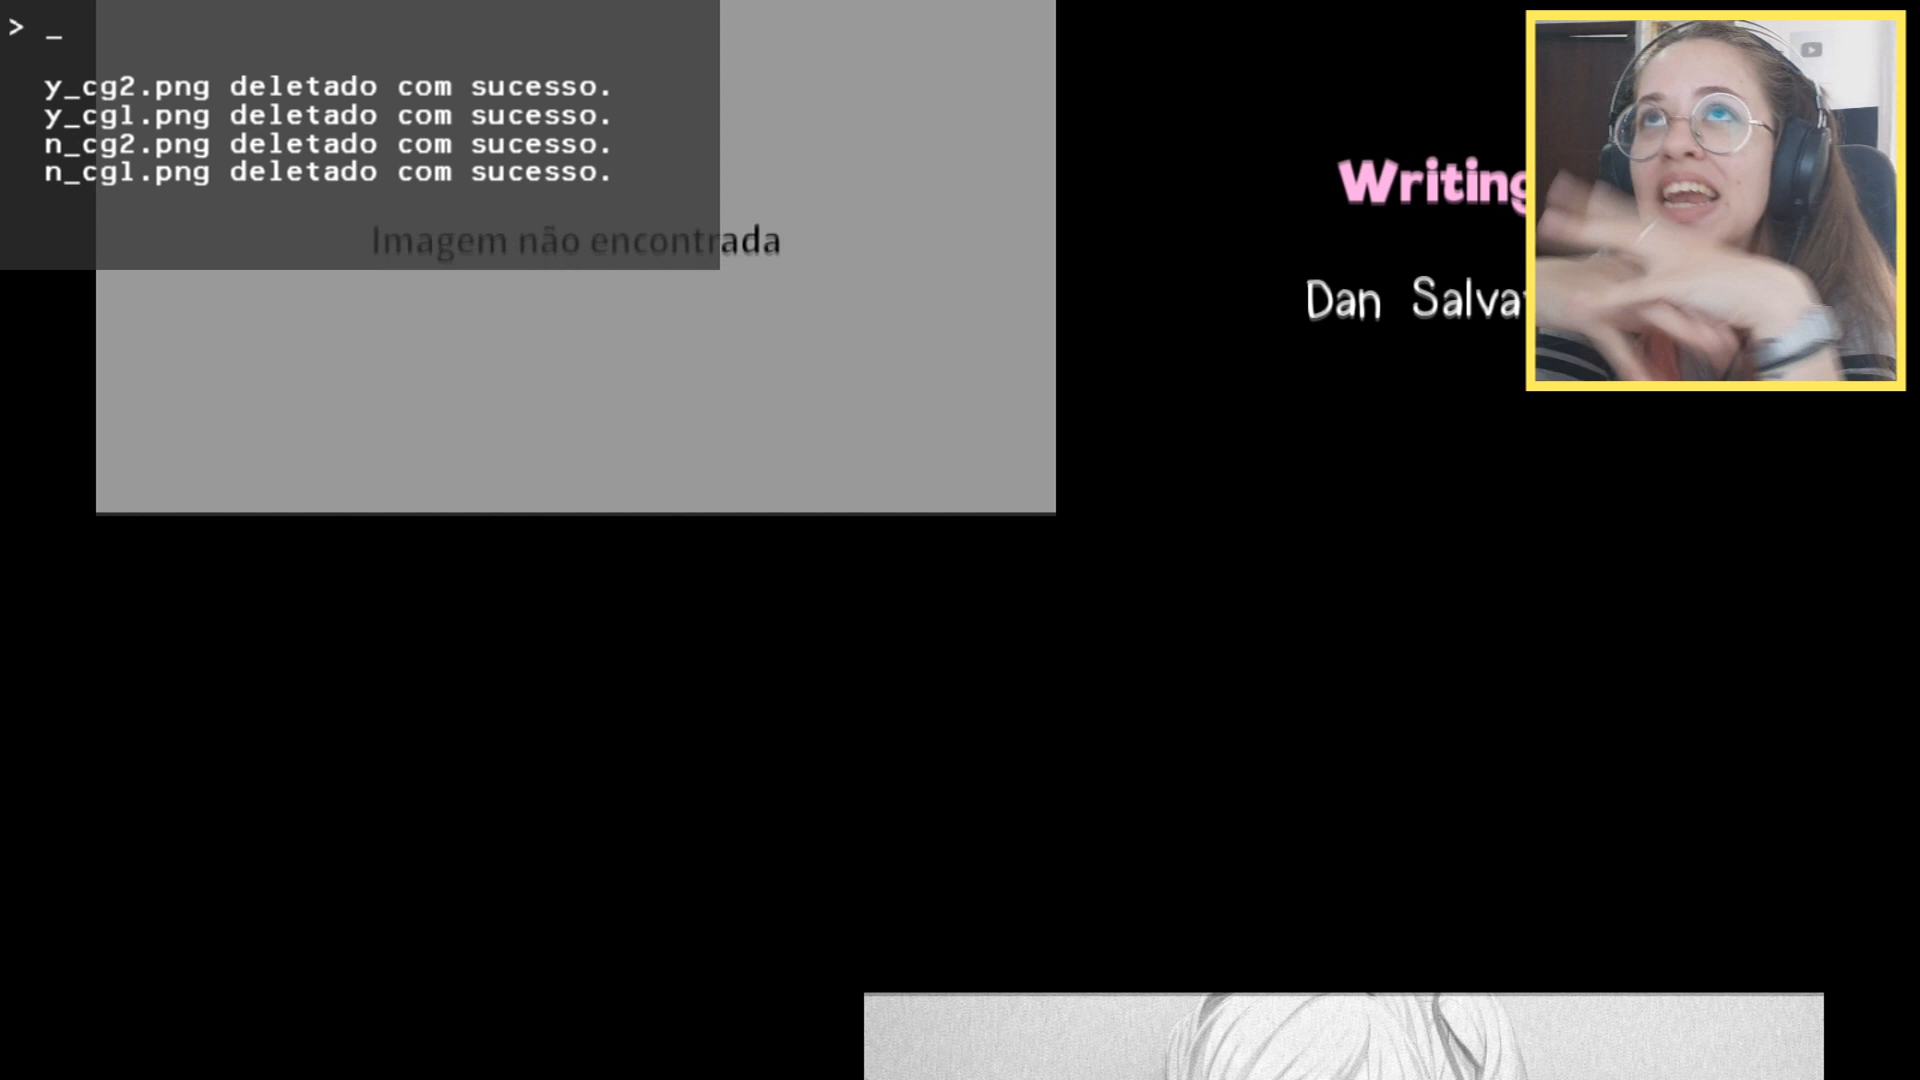 > _
y_cg2.png deletado com sucesso.
y_cg1.png deletado com sucesso.
n_cg2.png deletado com sucesso.
n_cg1.png deletado com sucesso.
Imagem não encontrada
Writing
Dan